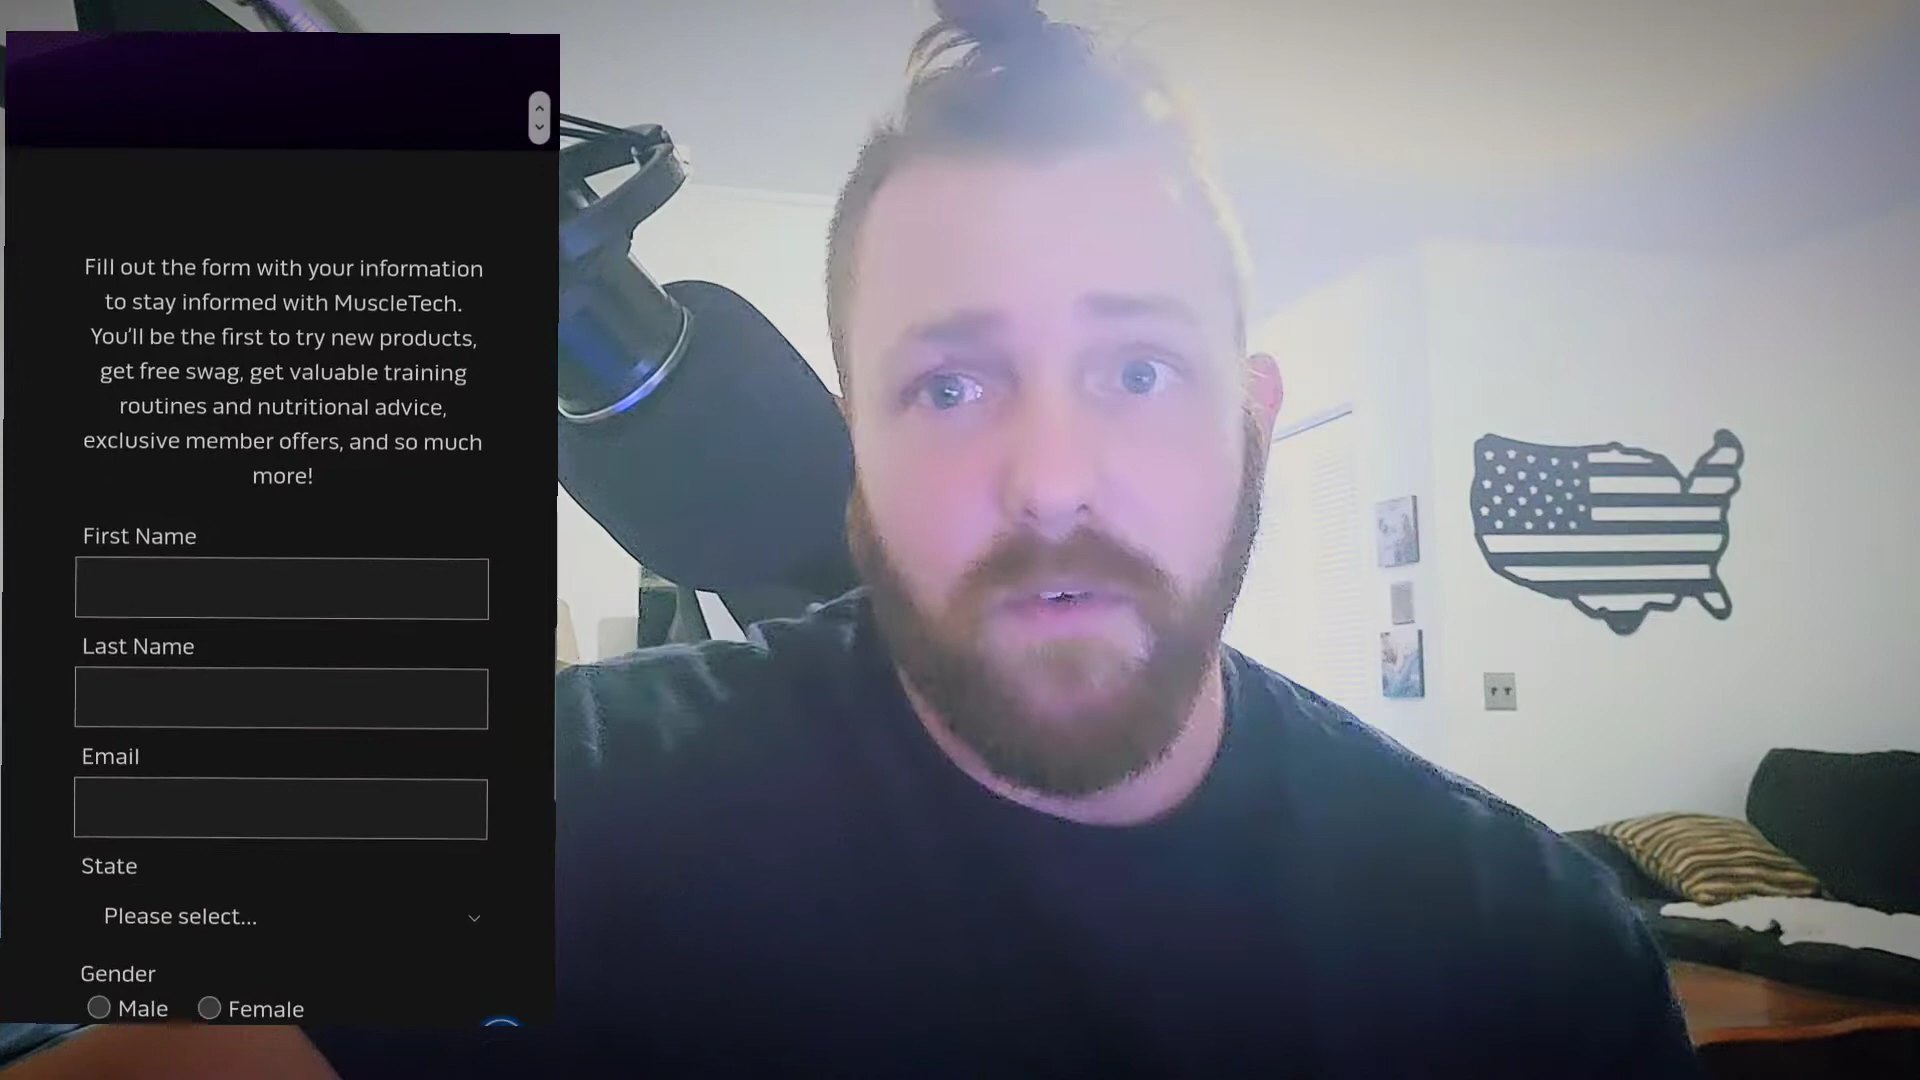 Fill out the form with your information
to stay informed with MuscleTech.
You'll be the first to try new products,
get free swag, get valuable training
routines and nutritional advice,
exclusive member offers, and so much
more!
First Name
Last Name
Email
State
Please select...
Gender
Male Female